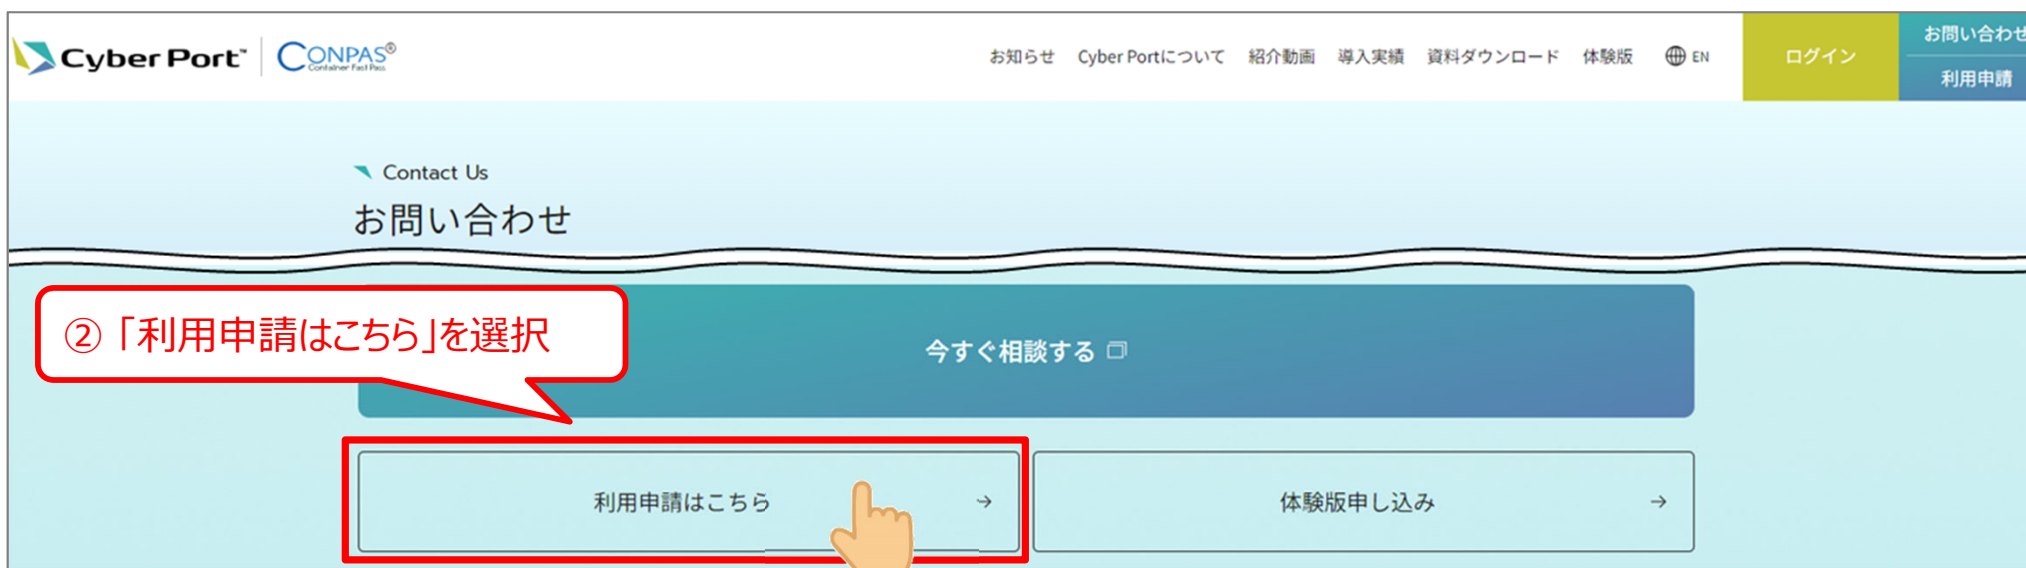 Cyber Port™ CONPAS®
Container Fast Pass
お知らせ Cyber Portについて 紹介動画 導入実績 資料ダウンロード 体験版 EN ログイン
お問い合わせ
利用申請
Contact Us
お問い合わせ
②「利用申請はこちら」を選択
今すぐ相談する
利用申請はこちら →
体験版申し込み →